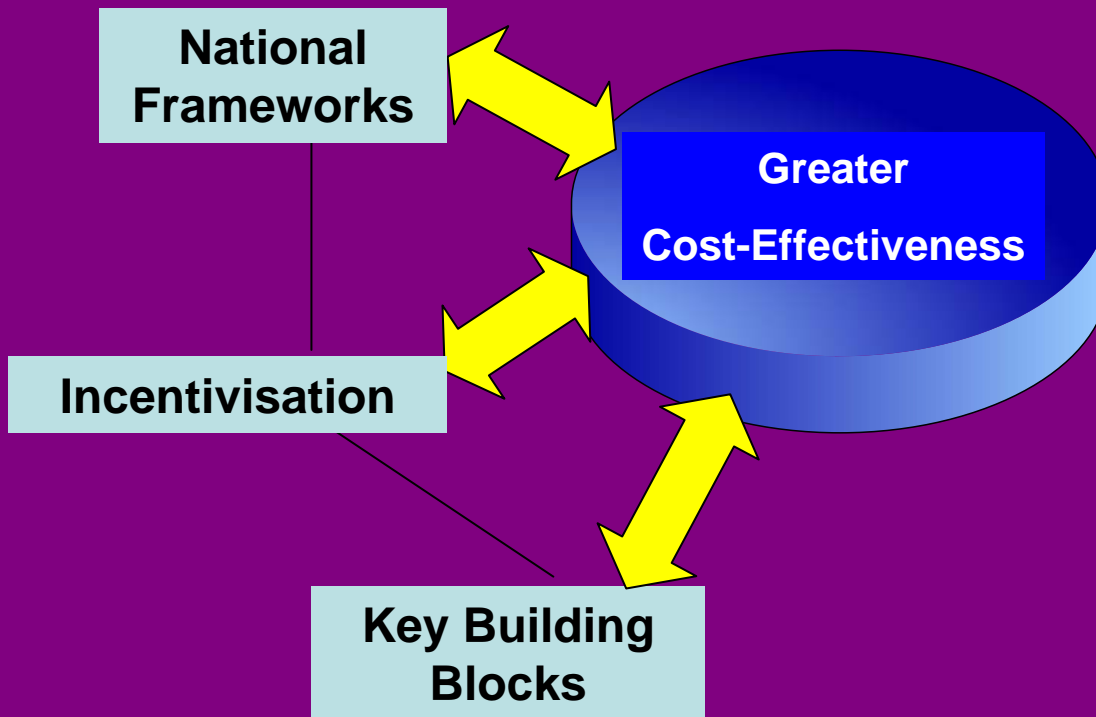 National
Frameworks
Greater
Cost-Effectiveness
Incentivisation
Key Building
Blocks